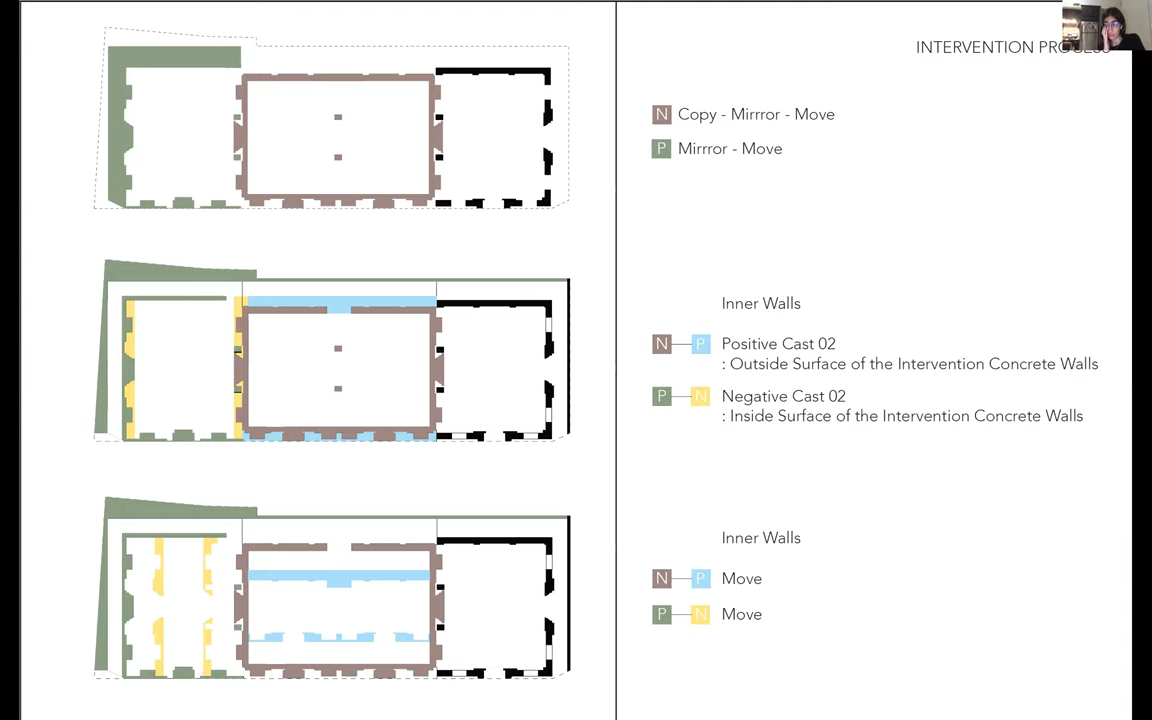 INTERVENTION PROCESS
N Copy - Mirrror - Move
P Mirrror - Move
Inner Walls
N P Positive Cast 02
: Outside Surface of the Intervention Concrete Walls
P N Negative Cast 02
: Inside Surface of the Intervention Concrete Walls
Inner Walls
N P Move
P N Move